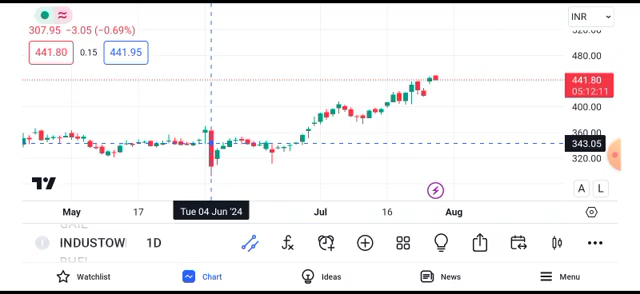 INR
520.00
307.95 −3.05 (−0.69%)
441.80 0.15 441.95
480.00
441.80
05:12:11
400.00
360.00
343.05
320.00
A L
May 17 Tue 04 Jun '24 Jul 16 Aug
GAIL
INDUSTOW 1D
BHEL
Watchlist Chart Ideas News Menu